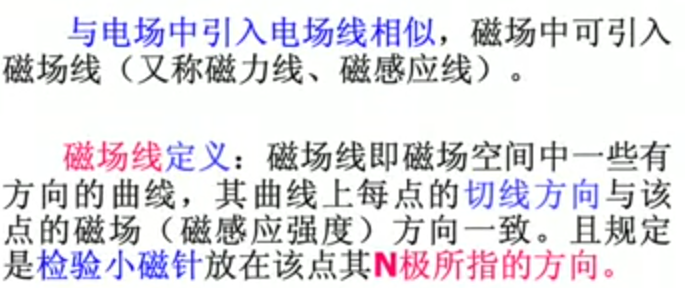 与电场中引入电场线相似，磁场中可引入
磁场线（又称磁力线、磁感应线）。
磁场线定义：磁场线即磁场空间中一些有
方向的曲线，其曲线上每点的切线方向与该
点的磁场（磁感应强度）方向一致。且规定
是检验小磁针放在该点其N极所指的方向。